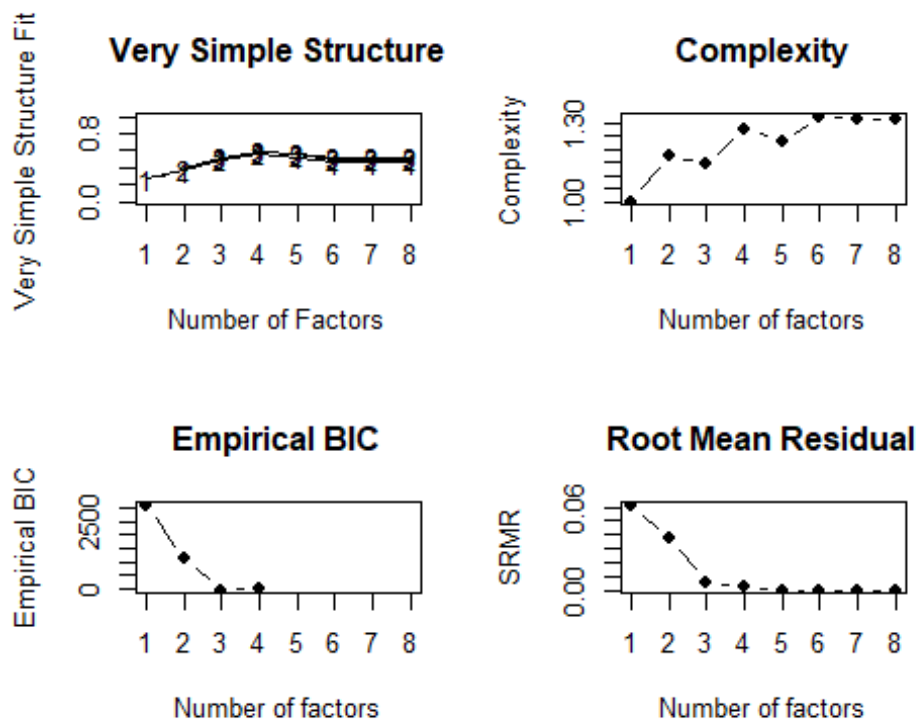 Very Simple Structure
Very Simple Structure Fit
0.8
0.0
1
1 2 3 4 5 6 7 8
Number of Factors
Complexity
Complexity
1.30
1.00
1 2 3 4 5 6 7 8
Number of factors
Empirical BIC
Empirical BIC
2500
0
1 2 3 4 5 6 7 8
Number of factors
Root Mean Residual
SRMR
0.06
0.00
1 2 3 4 5 6 7 8
Number of factors